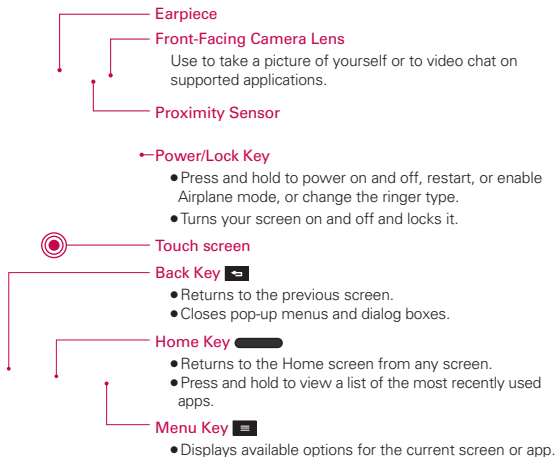 Earpiece
Front-Facing Camera Lens
Use to take a picture of yourself or to video chat on
supported applications.
Proximity Sensor
Power/Lock Key
● Press and hold to power on and off, restart, or enable
Airplane mode, or change the ringer type.
● Turns your screen on and off and locks it.
Touch screen
Back Key
● Returns to the previous screen.
● Closes pop-up menus and dialog boxes.
Home Key
● Returns to the Home screen from any screen.
● Press and hold to view a list of the most recently used
apps.
Menu Key
● Displays available options for the current screen or app.